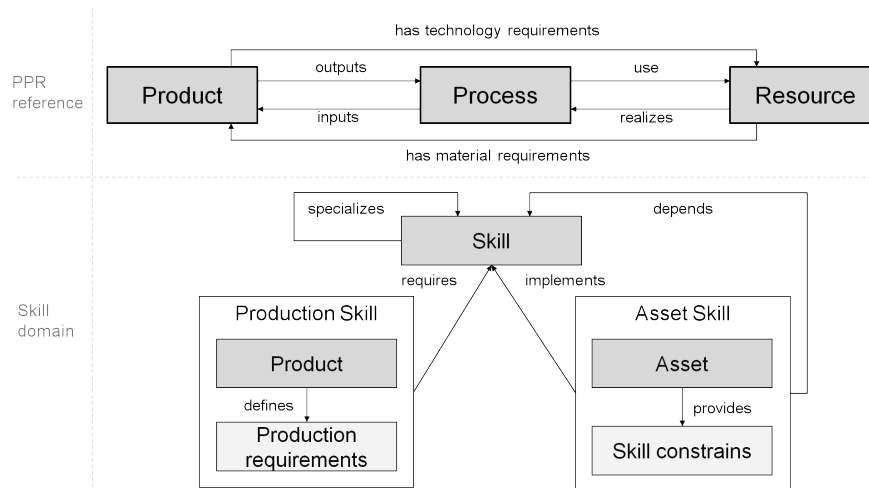 has technology requirements
PPR
reference
Product
outputs
inputs
Process
use
realizes
Resource
has material requirements
specializes
depends
Skill
requires
implements
Skill
domain
Production Skill
Product
defines
Production
requirements
Asset Skill
Asset
provides
Skill constrains